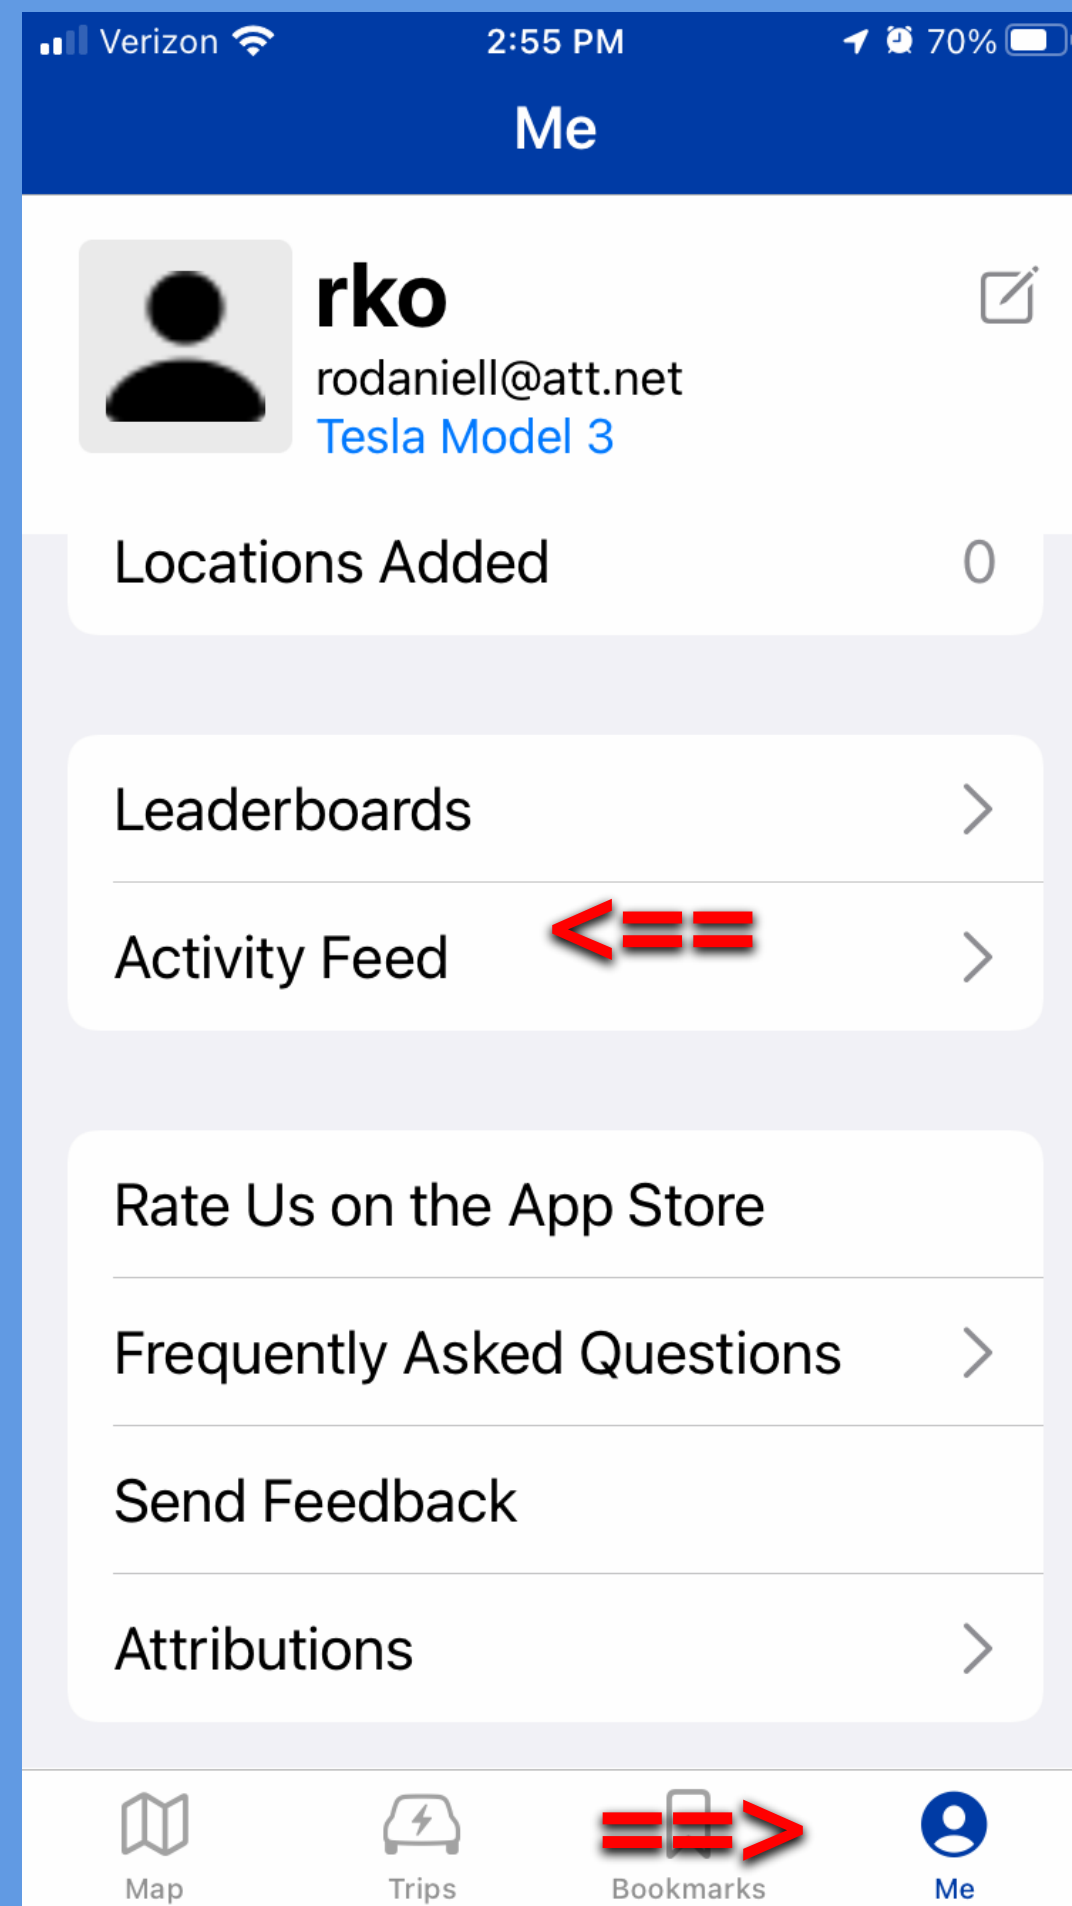 Verizon 2:55 PM 70%
Me
rko
rodaniell@att.net
Tesla Model 3
Locations Added 0
Leaderboards
Activity Feed <==
Rate Us on the App Store
Frequently Asked Questions
Send Feedback
Attributions
==>
Map Trips Bookmarks Me